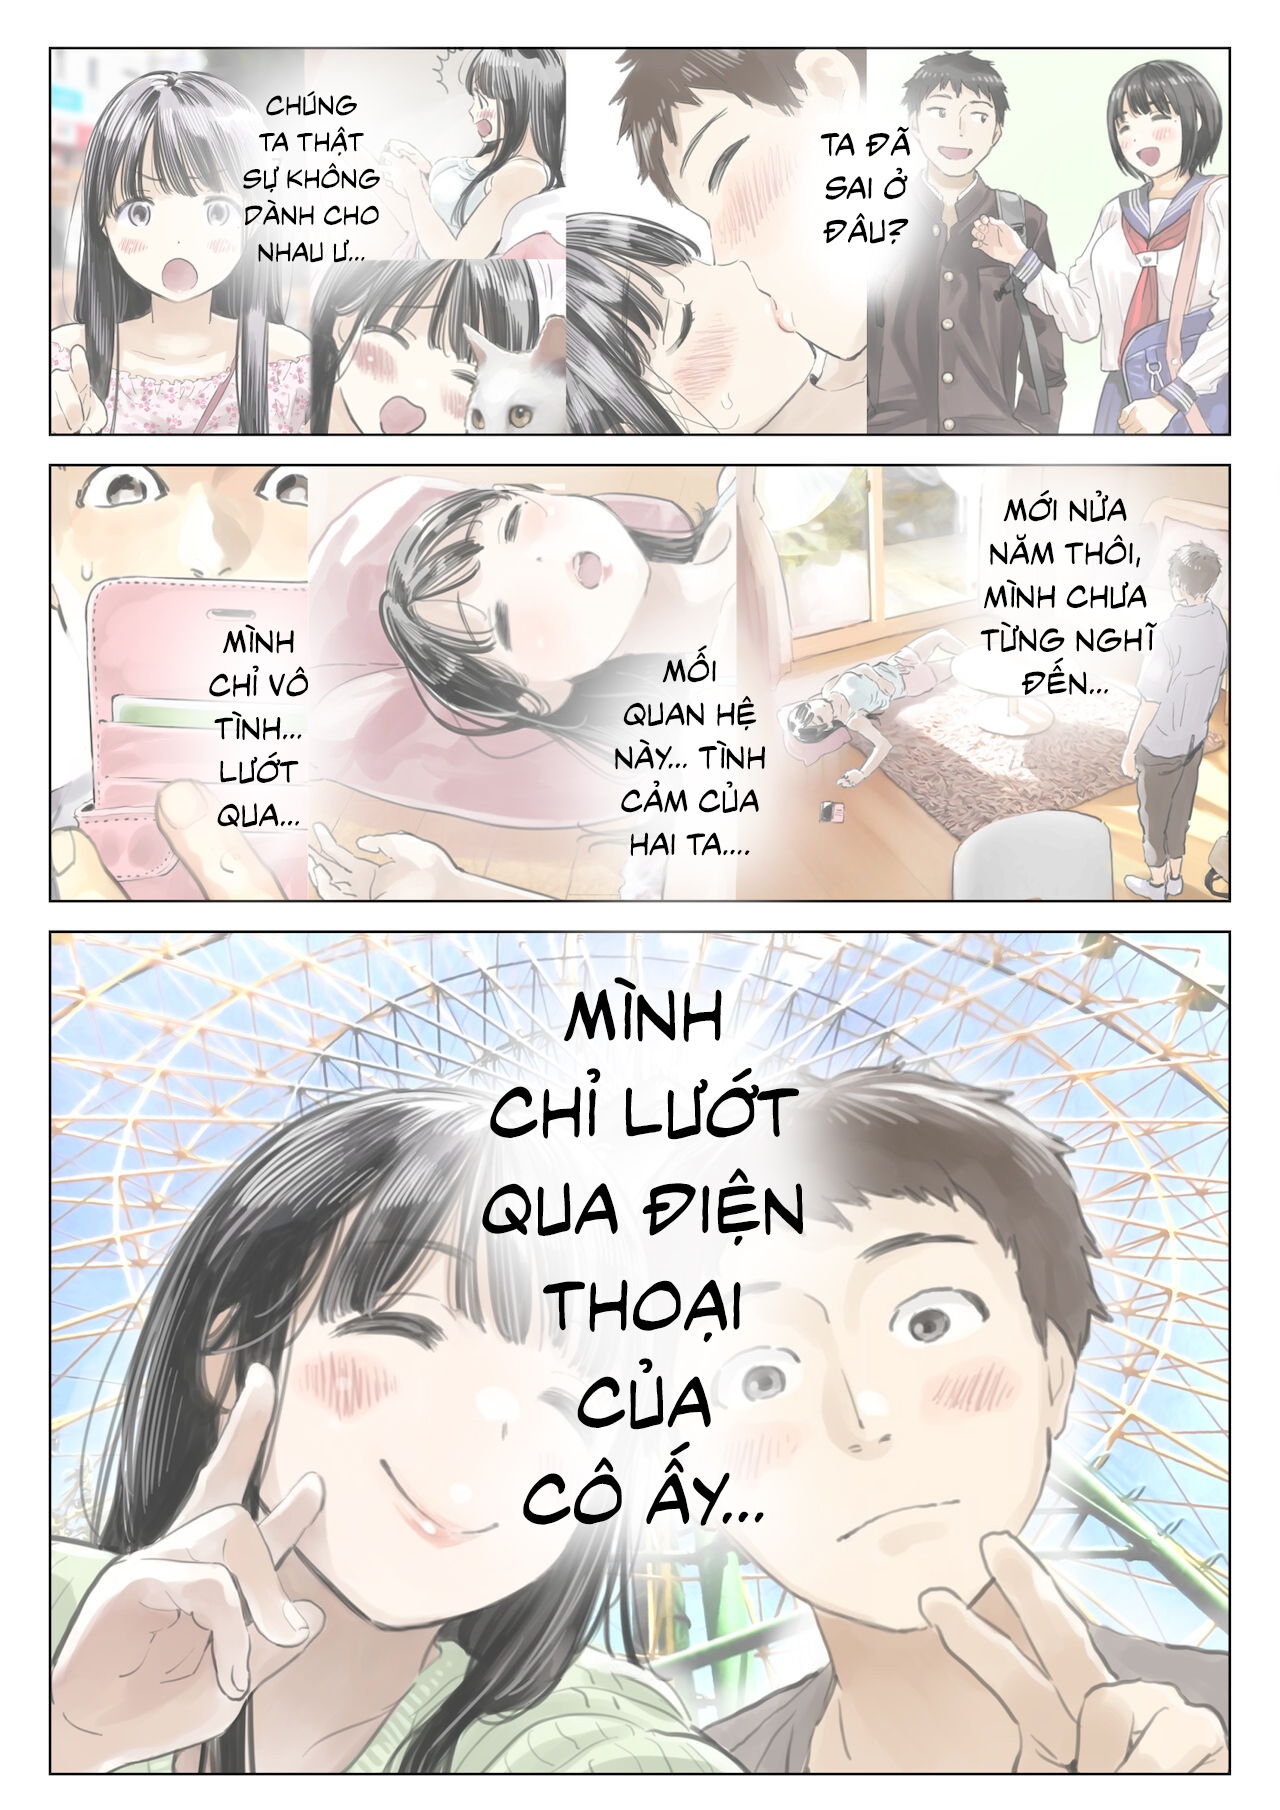 TA ĐÃ
SAI Ở
ĐÂU?
CHÚNG
TA THẬT
SỰ KHÔNG
DÀNH CHO
NHAU Ư...
MỚI NỬA
NĂM THÔI,
MÌNH CHƯA
TỪNG NGHĨ
ĐẾN...
MỐI
QUAN HỆ
NÀY... TÌNH
CẢM CỦA
HAI TA....
MÌNH
CHỈ VÔ
TÌNH...
LƯỚT
QUA...
MÌNH
CHỈ LƯỚT
QUA ĐIỆN
THOẠI
CỦA
CÔ ẤY...